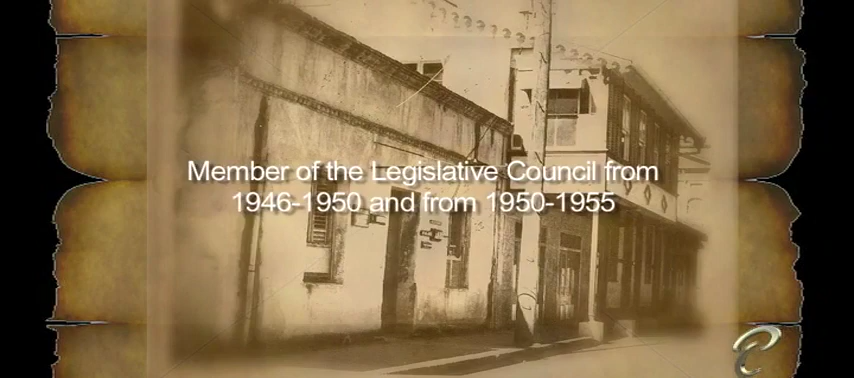 Member of the Legislative Council from
1946-1950 and from 1950-1955